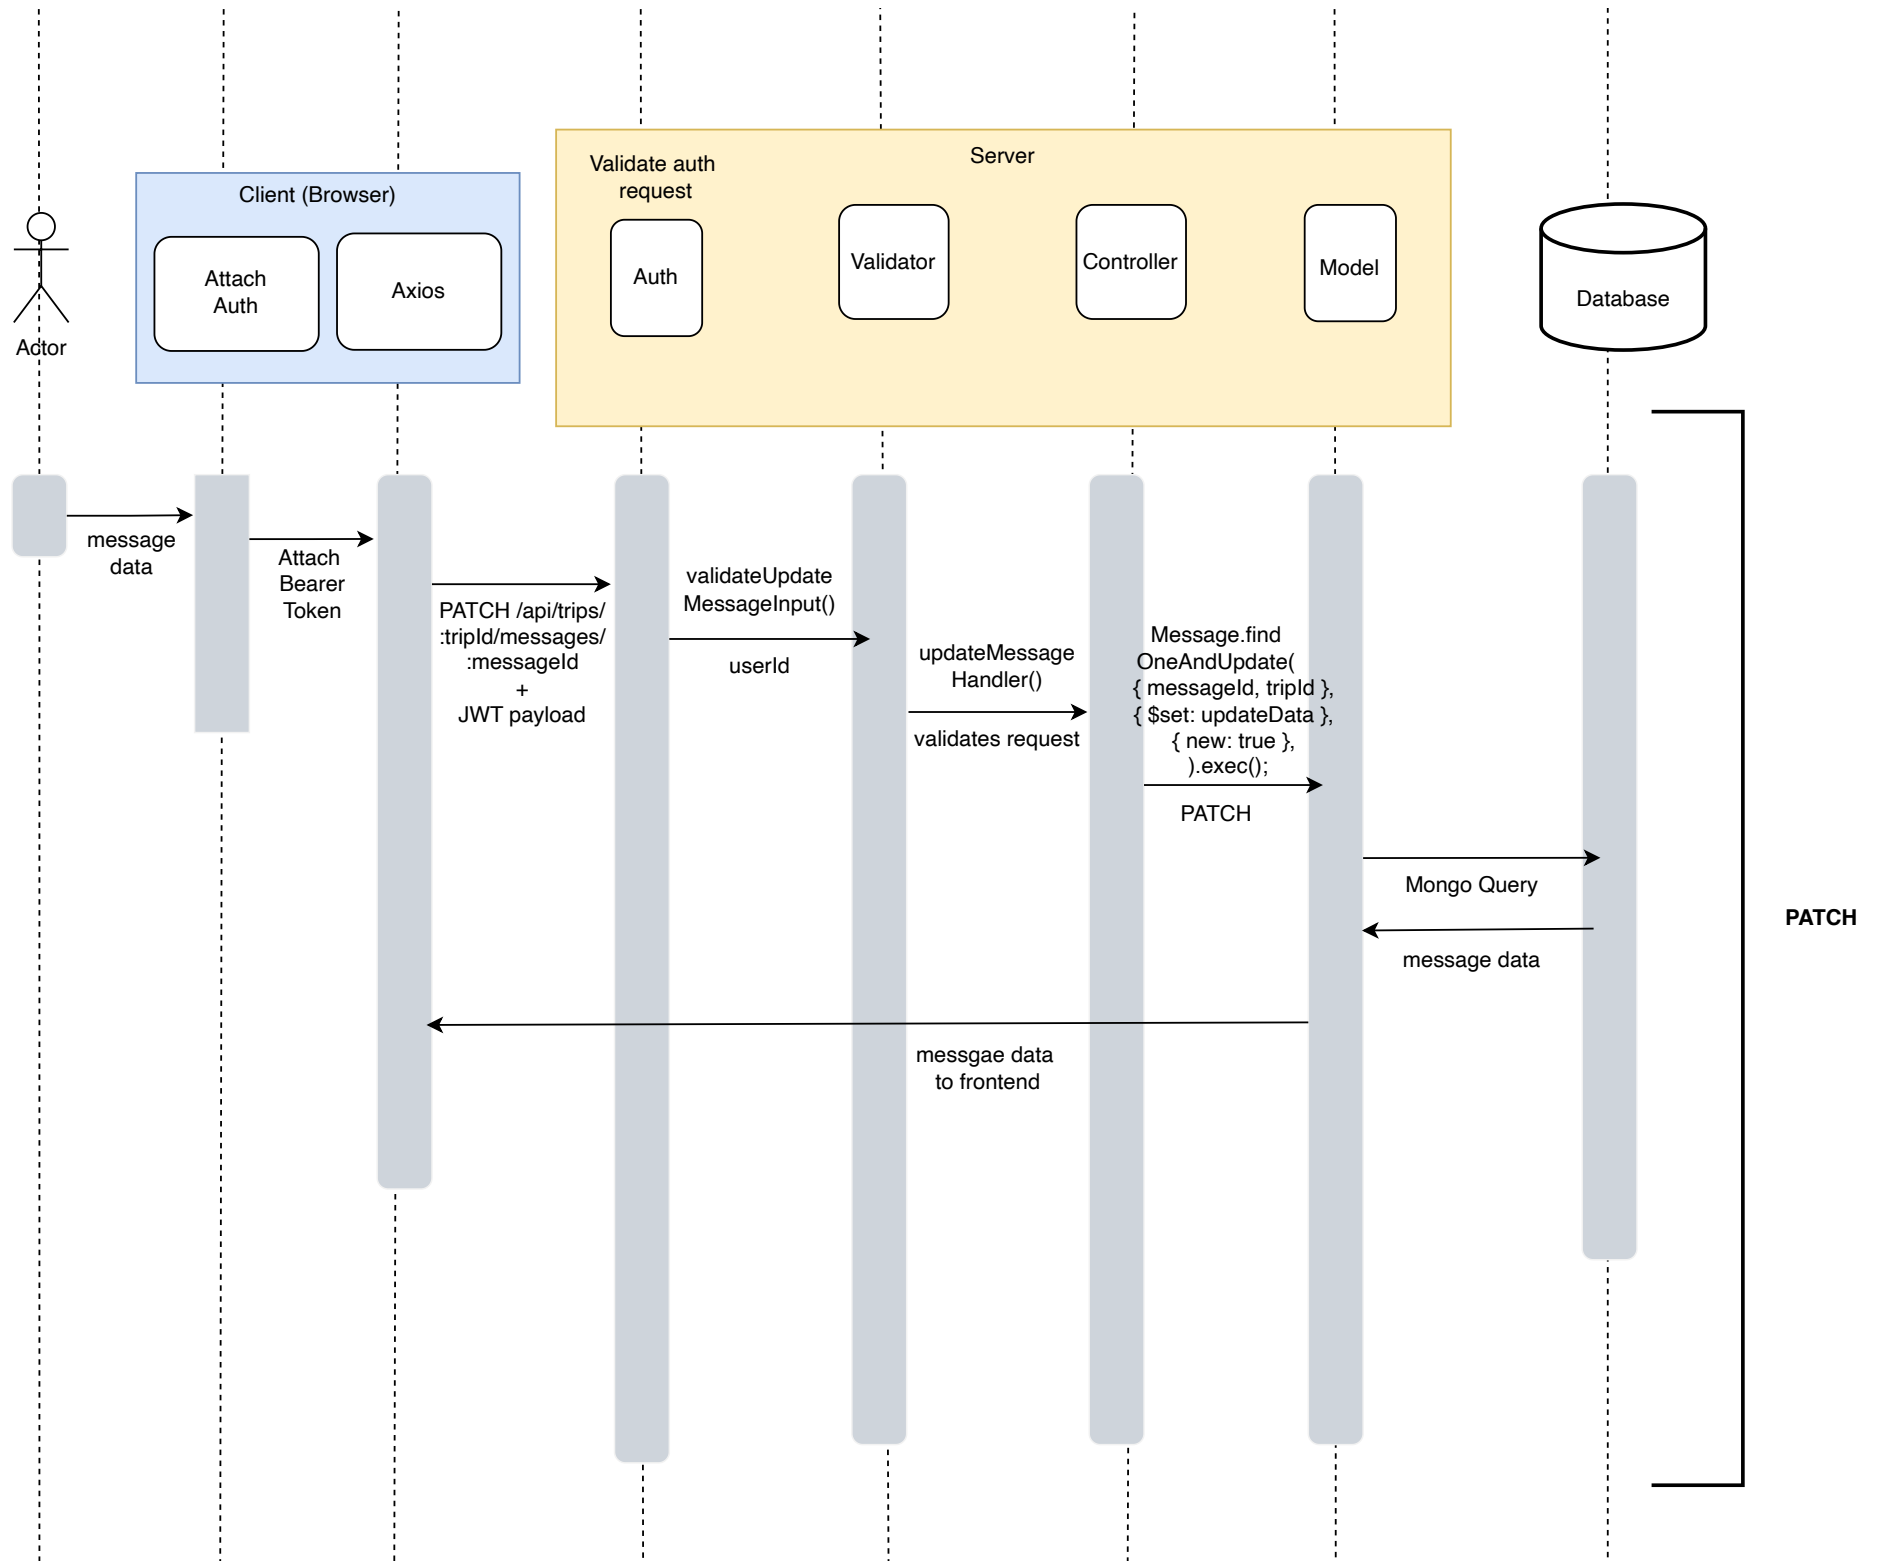 Server
Validate auth
request
Client (Browser)
Attach
Auth
Axios
Auth
Validator
Controller
Model
Database
Actor
message
data
Attach
Bearer
Token
PATCH /api/trips/
:tripId/messages/
:messageId
+
JWT payload
validateUpdate
MessageInput()
userId
updateMessage
Handler()
validates request
Message.find
OneAndUpdate(
{ messageId, tripId },
{ $set: updateData },
{ new: true },
).exec();
PATCH
Mongo Query
message data
PATCH
messgae data
to frontend